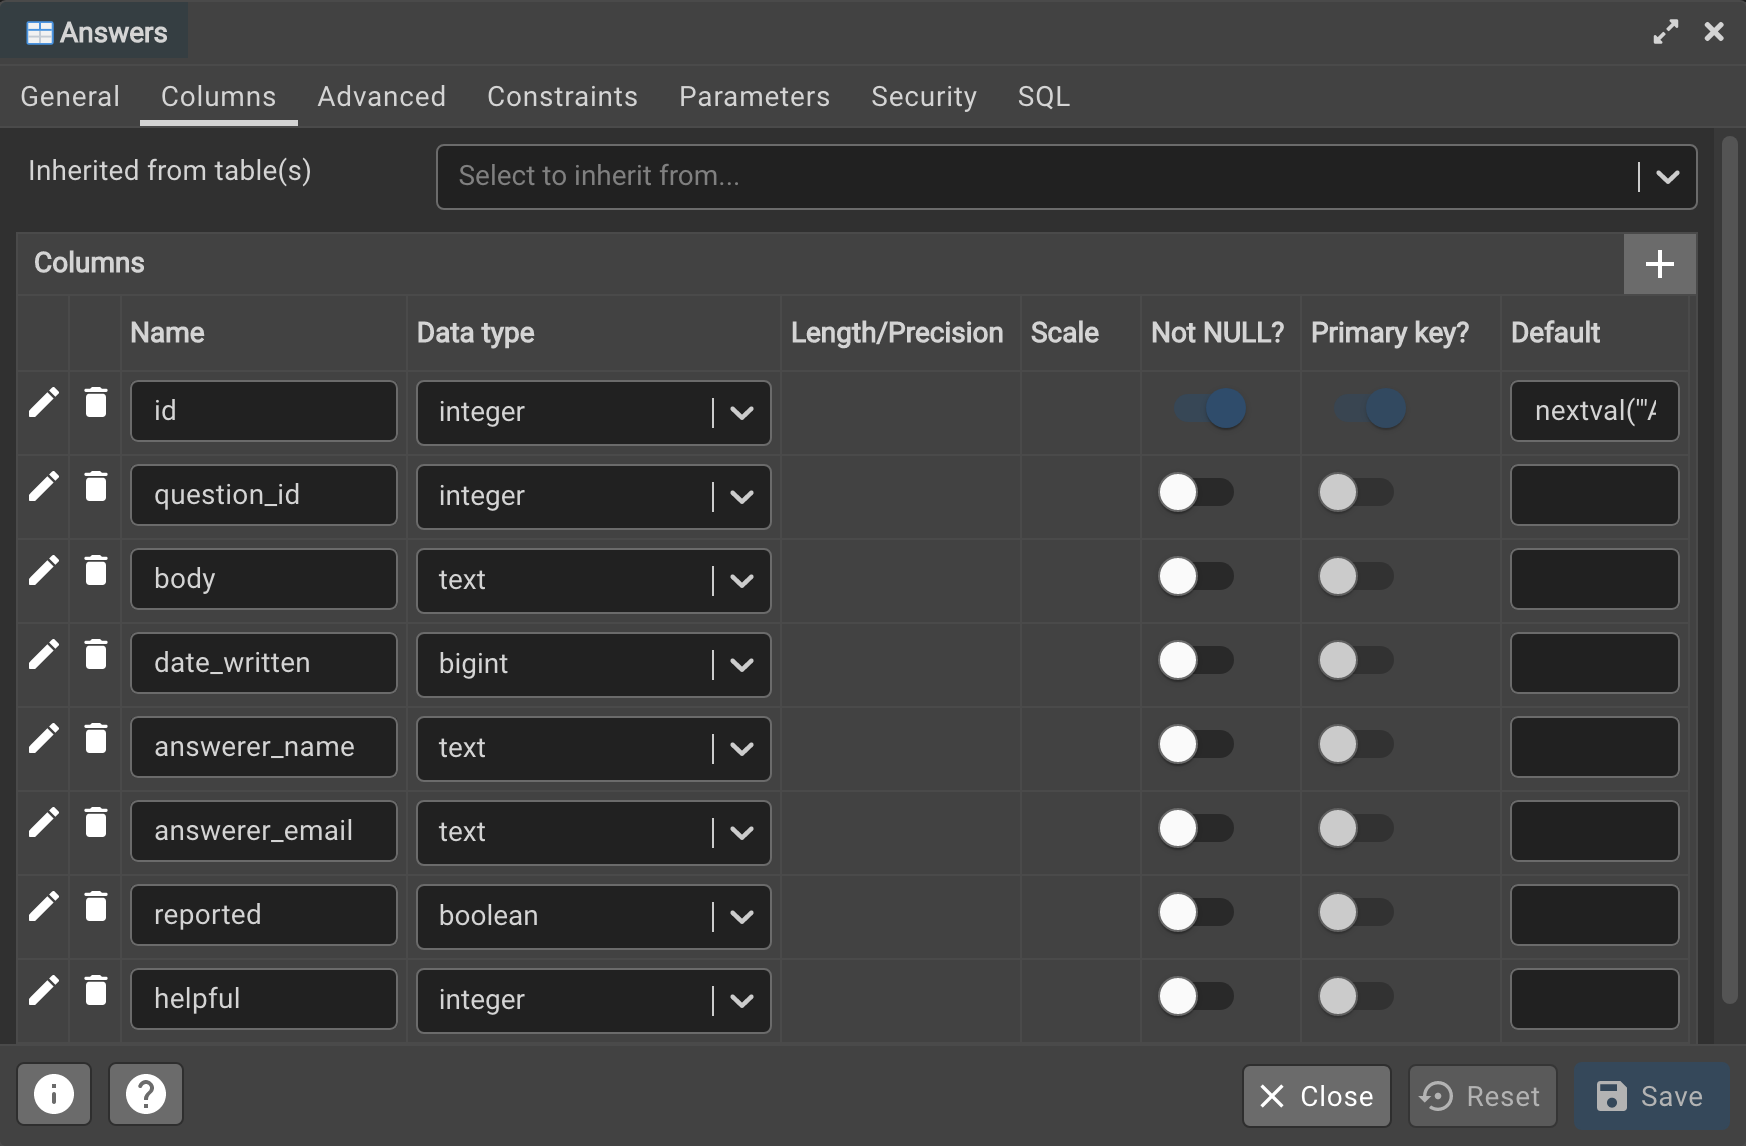 Answers
General Columns Advanced Constraints Parameters Security SQL
Inherited from table(s) Select to inherit from...
Columns
Name Data type Length/Precision Scale Not NULL? Primary key? Default
id integer nextval('"A
question_id integer
body text
date_written bigint
answerer_name text
answerer_email text
reported boolean
helpful integer
Close Reset Save